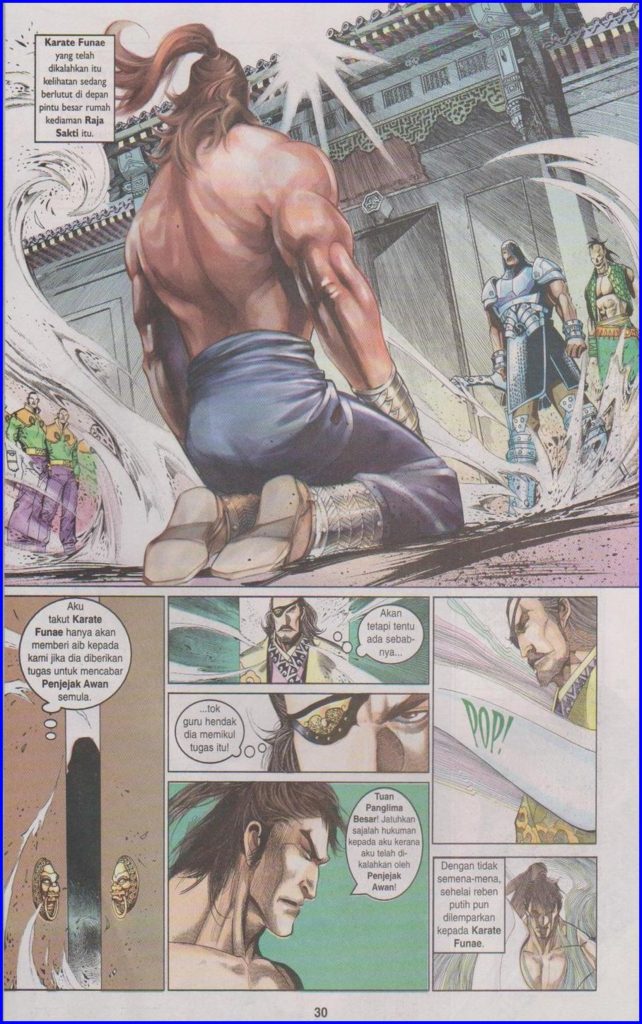 Karate Funae
yang telah
dikalahkan itu
kelihatan sedang
berlutut di depan
pintu besar rumah
kediaman Raja
Sakti itu.
Aku
takut Karate
Funae hanya akan
memberi aib kepada
kami jika dia diberikan
tugas untuk mencabar
Penjejak Awan
semula.
Akan
tetapi tentu
ada sebab-
nya...
...tok
guru hendak
dia memikul
tugas itu!
Tuan
Panglima
Besar! Jatuhkan
sajalah hukuman
kepada aku kerana
aku telah di-
kalahkan oleh
Penjejak
Awan!
POP!
Dengan tidak
semena-mena,
sehelai reben
putih pun
dilemparkan
kepada Karate
Funae.
30